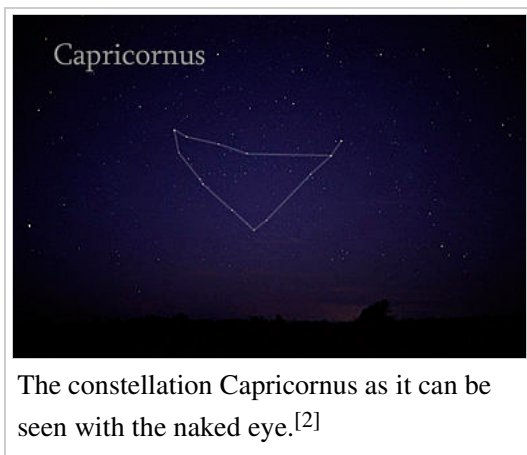 Capricornus
The constellation Capricornus as it can be
seen with the naked eye.[2]